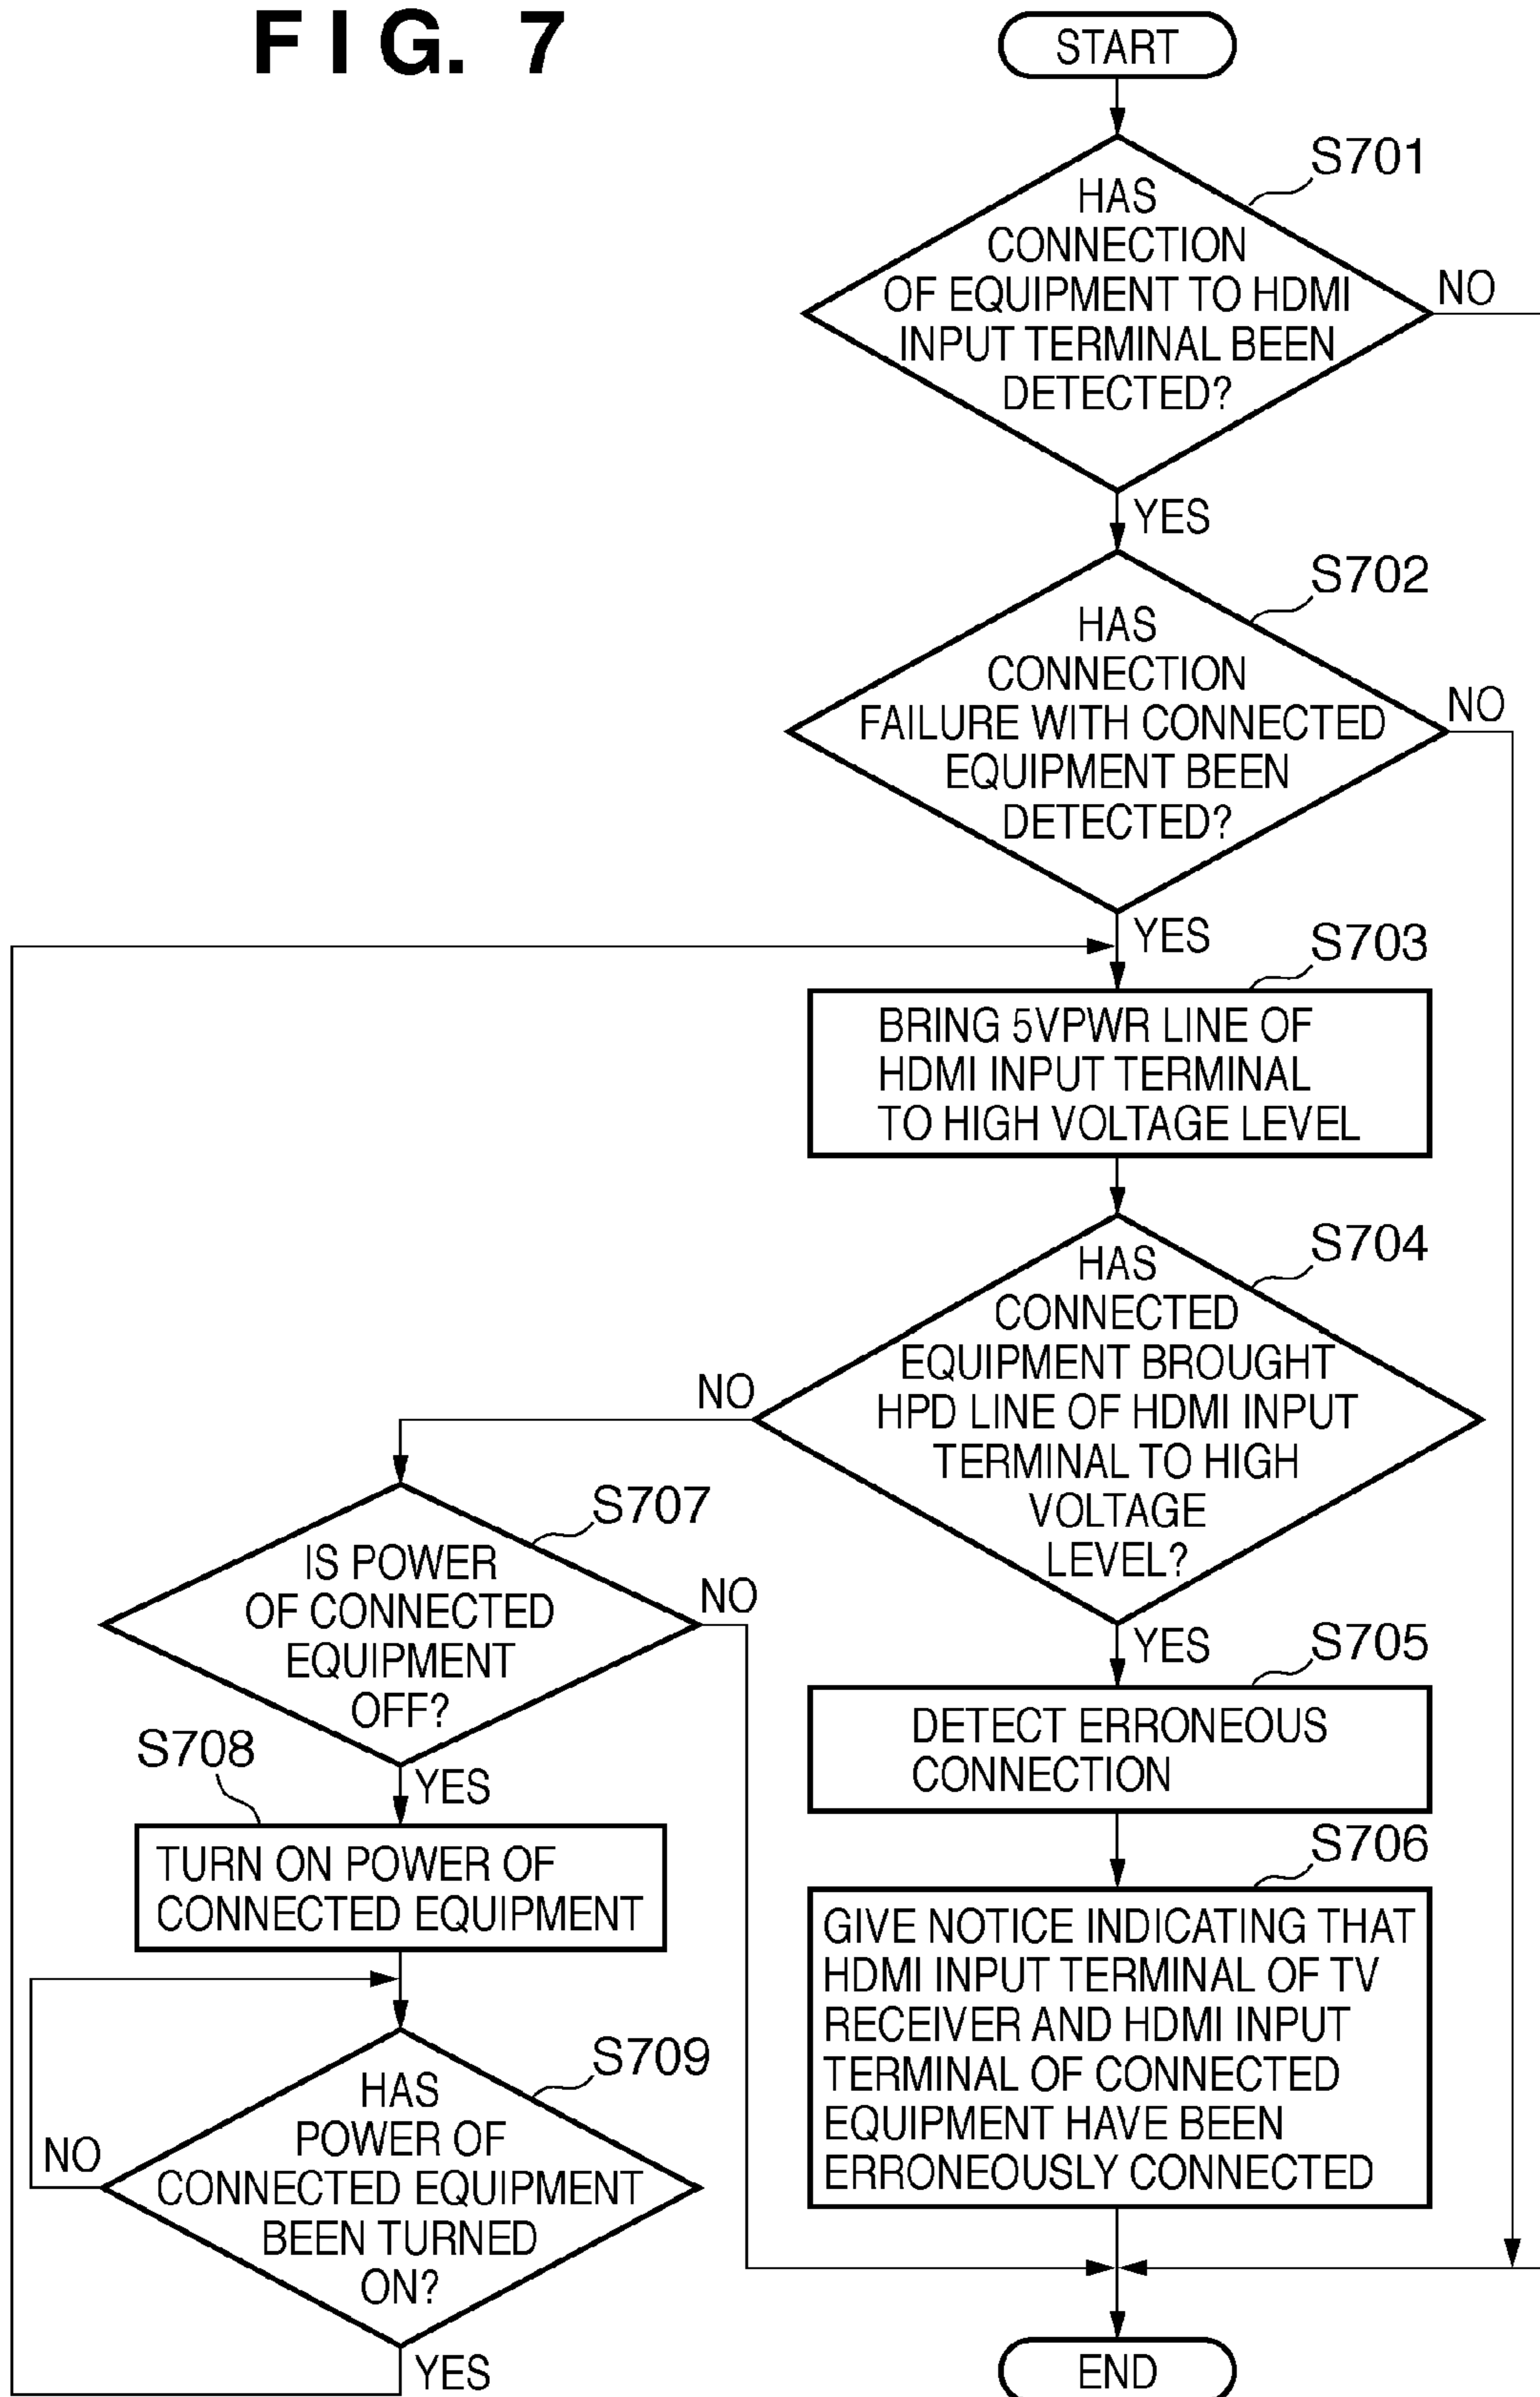 FIG. 7
START
S701
HAS
CONNECTION
OF EQUIPMENT TO HDMI
INPUT TERMINAL BEEN
DETECTED?
NO
YES
S702
HAS
CONNECTION
FAILURE WITH CONNECTED
EQUIPMENT BEEN
DETECTED?
NO
YES
S703
BRING 5VPWR LINE OF
HDMI INPUT TERMINAL
TO HIGH VOLTAGE LEVEL
S704
HAS
CONNECTED
EQUIPMENT BROUGHT
HPD LINE OF HDMI INPUT
TERMINAL TO HIGH
VOLTAGE
LEVEL?
NO
YES
S707
IS POWER
OF CONNECTED
EQUIPMENT
OFF?
NO
YES
S705
DETECT ERRONEOUS
CONNECTION
S708
TURN ON POWER OF
CONNECTED EQUIPMENT
S706
GIVE NOTICE INDICATING THAT
HDMI INPUT TERMINAL OF TV
RECEIVER AND HDMI INPUT
TERMINAL OF CONNECTED
EQUIPMENT HAVE BEEN
ERRONEOUSLY CONNECTED
S709
HAS
POWER OF
CONNECTED EQUIPMENT
BEEN TURNED
ON?
NO
YES
END